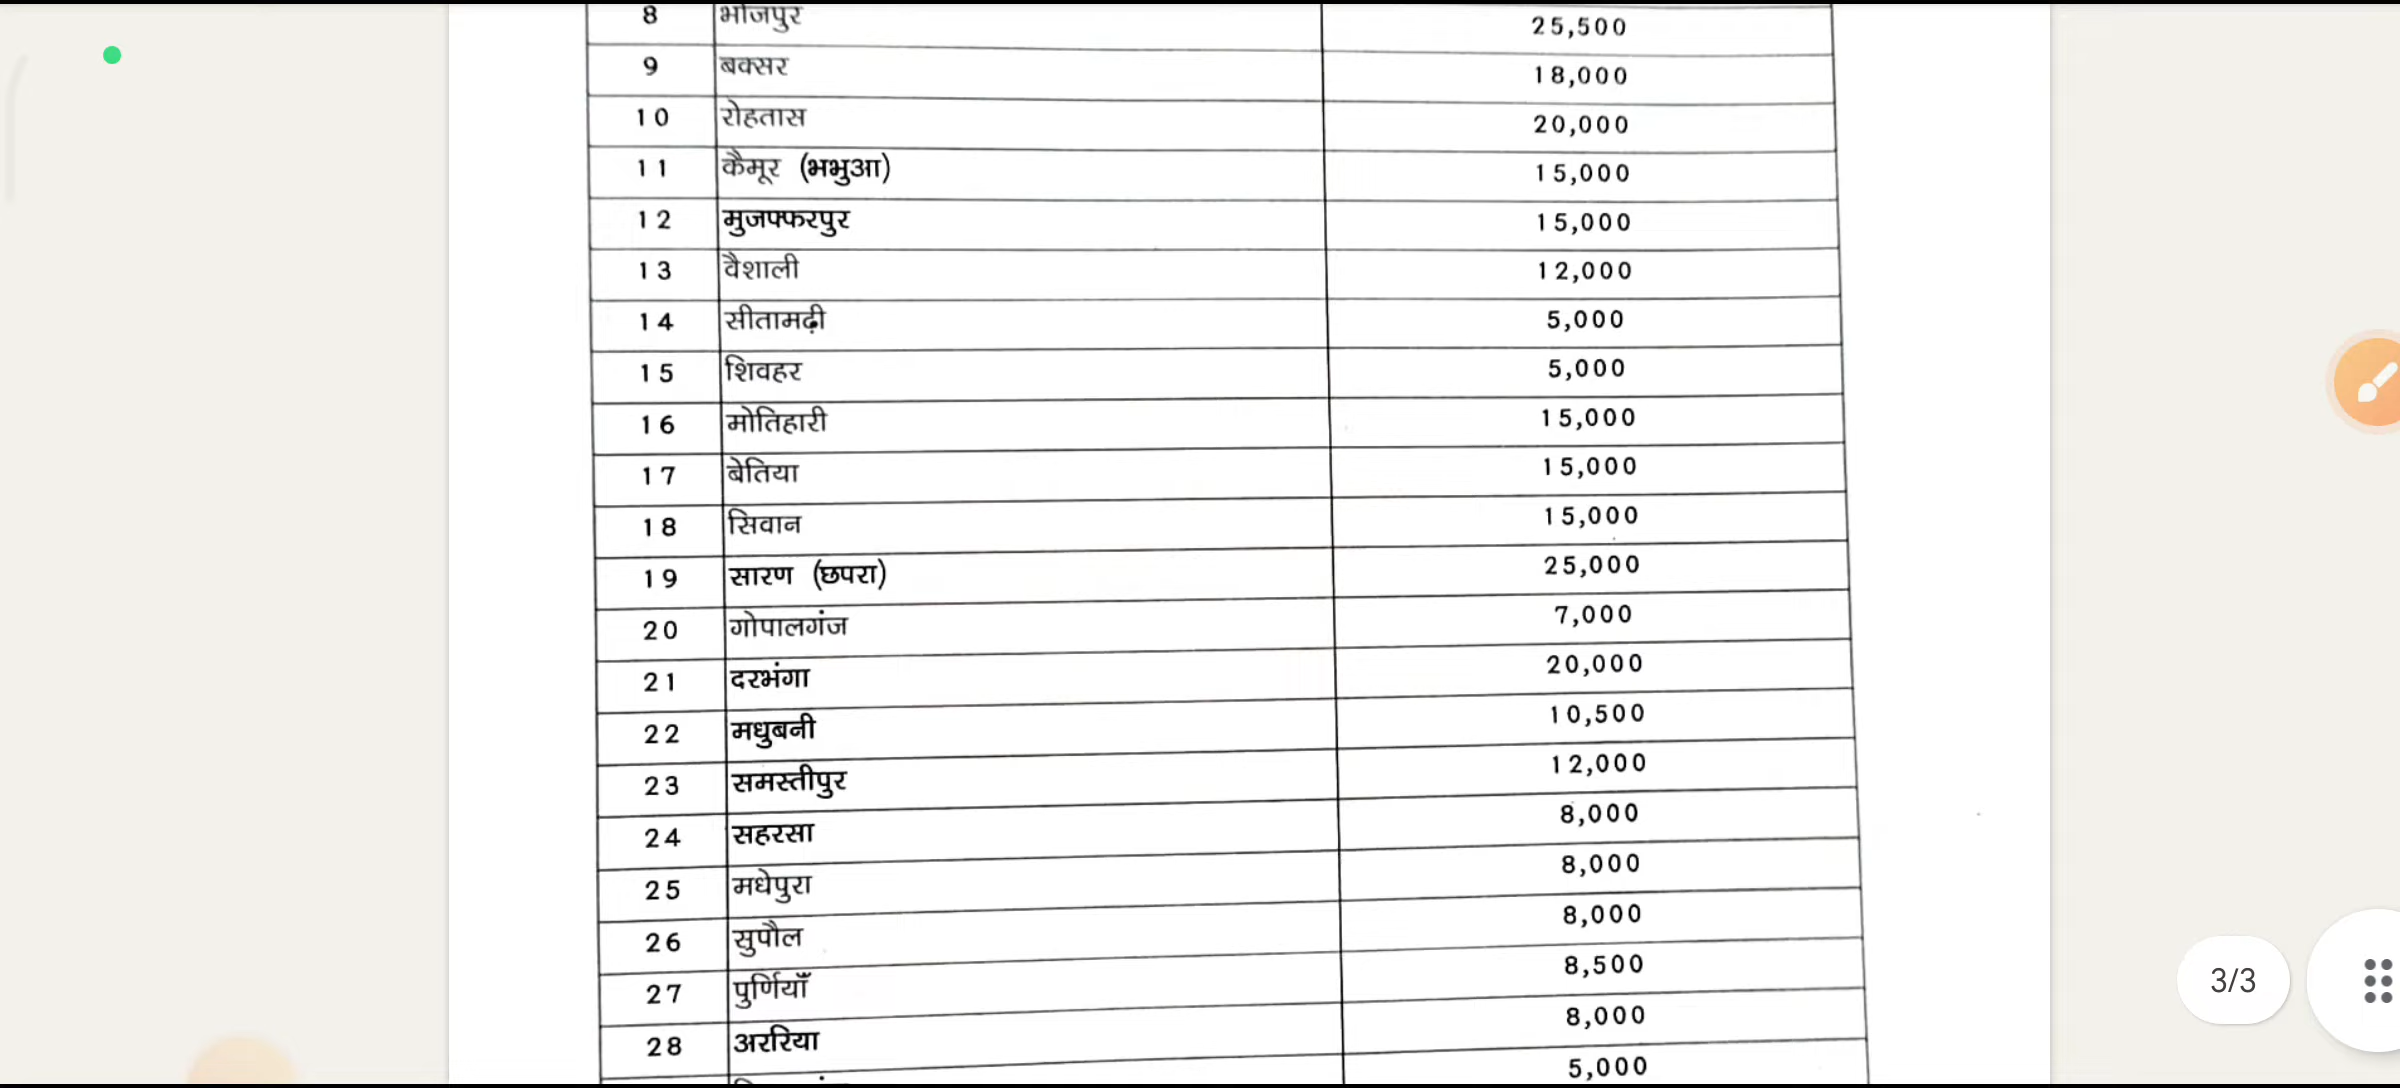 8 भोजपुर 25,500
9 बक्सर 18,000
10 रोहतास 20,000
11 कैमूर (भभुआ) 15,000
12 मुजफ्फरपुर 15,000
13 वैशाली 12,000
14 सीतामढ़ी 5,000
15 शिवहर 5,000
16 मोतिहारी 15,000
17 बेतिया 15,000
18 सिवान 15,000
19 सारण (छपरा) 25,000
20 गोपालगंज 7,000
21 दरभंगा 20,000
22 मधुबनी 10,500
23 समस्तीपुर 12,000
24 सहरसा 8,000
25 मधेपुरा 8,000
26 सुपौल 8,000
27 पुर्णियाँ 8,500
28 अररिया 8,000
5,000
3/3